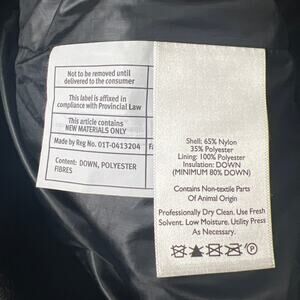 Not to be removed until
delivered to the consumer
This label is affixed in
compliance with Provincial Law
This article contains
NEW MATERIALS ONLY
Made by Reg No. 01T-0413204
Content: DOWN, POLYESTER
FIBRES
Shell: 65% Nylon
35% Polyester
Lining: 100% Polyester
Insulation: DOWN
(MINIMUM 80% DOWN)
Contains Non-textile Parts
Of Animal Origin
Professionally Dry Clean. Use Fresh
Solvent. Low Moisture, Utility Press
As Necessary.
P